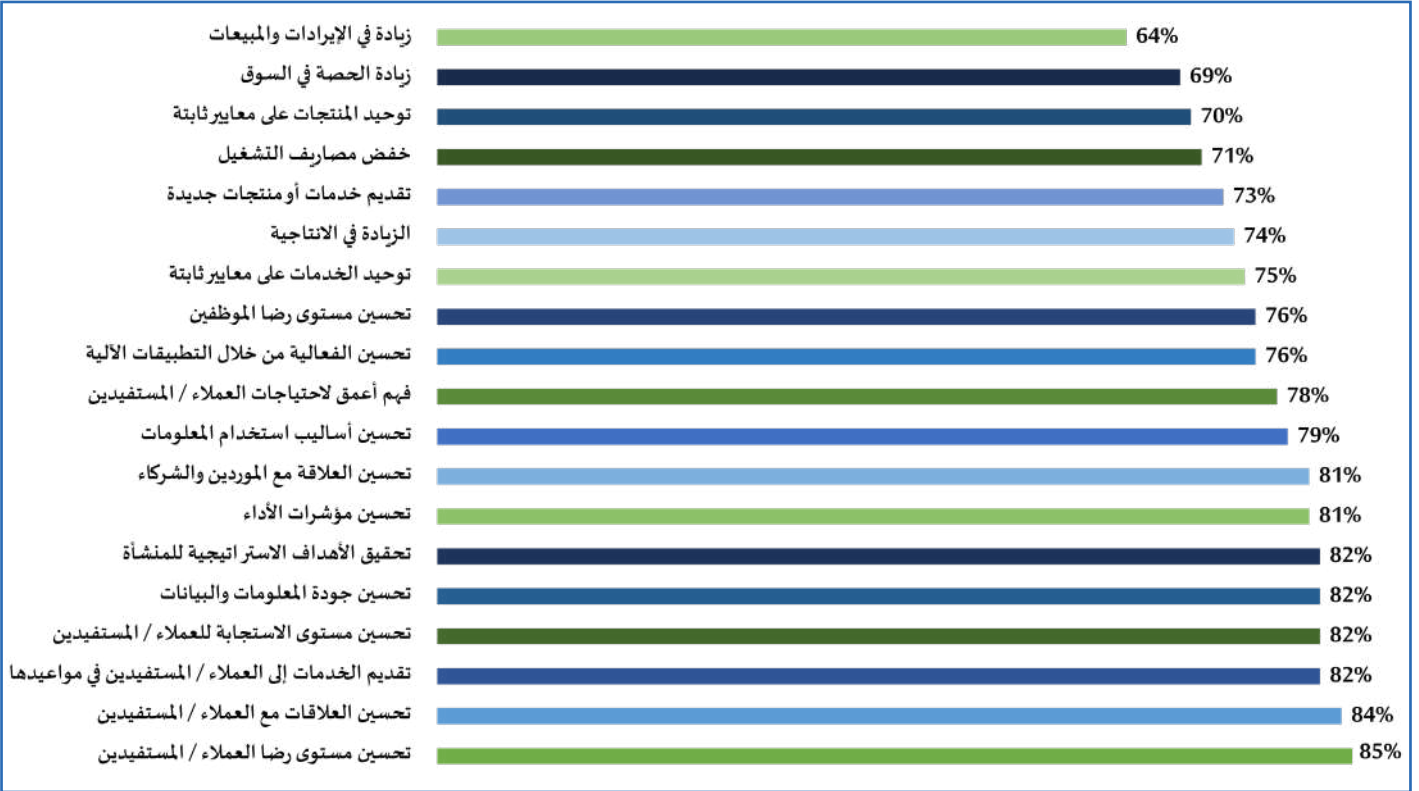 زيادة في الإيرادات والمبيعات 64%
زيادة الحصة في السوق 69%
توحيد المنتجات على معايير ثابتة 70%
خفض مصاريف التشغيل 71%
تقديم خدمات أو منتجات جديدة 73%
الزيادة في الانتاجية 74%
توحيد الخدمات على معايير ثابتة 75%
تحسين مستوى رضا الموظفين 76%
تحسين الفعالية من خلال التطبيقات الآلية 76%
فهم أعمق لاحتياجات العملاء / المستفيدين 78%
تحسين أساليب استخدام المعلومات 79%
تحسين العلاقة مع الموردين والشركاء 81%
تحسين مؤشرات الأداء 81%
تحقيق الأهداف الاستراتيجية للمنشأة 82%
تحسين جودة المعلومات والبيانات 82%
تحسين مستوى الاستجابة للعملاء / المستفيدين 82%
تقديم الخدمات إلى العملاء / المستفيدين في مواعيدها 82%
تحسين العلاقات مع العملاء / المستفيدين 84%
تحسين مستوى رضا العملاء / المستفيدين 85%